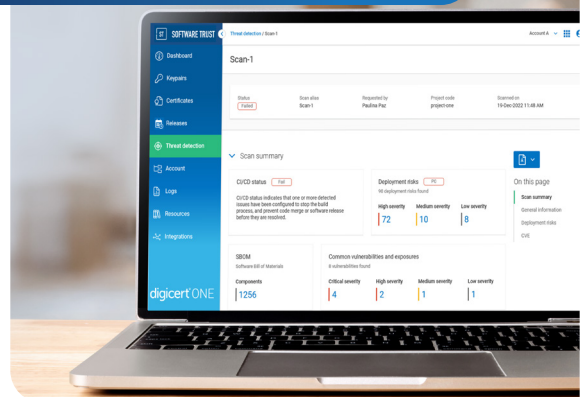 ST SOFTWARE TRUST
Threat detection / Scan-1
Account A
Dashboard
Keypairs
Certificates
Releases
Threat detection
Account
Logs
Resources
Integrations
digicert ONE
Scan-1
Status
Scan alias
Requested by
Project code
Scanned on
Failed
Scan-1
Paulina Paz
project-one
19-Dec-2022 11:48 AM
Scan summary
CI/CD status Fail
CI/CD status indicates that one or more detected
issues have been configured to stop the build
process, and prevent code merge or software release
before they are resolved.
Deployment risks
90 deployment risks found
High severity
Medium severity
Low severity
72
10
8
On this page
Scan summary
General information
Deployment risks
CVE
SBOM
Software Bill of Materials
Components
1256
Common vulnerabilities and exposures
8 vulnerabilities found
Critical severity
High severity
Medium severity
Low severity
4
2
1
1